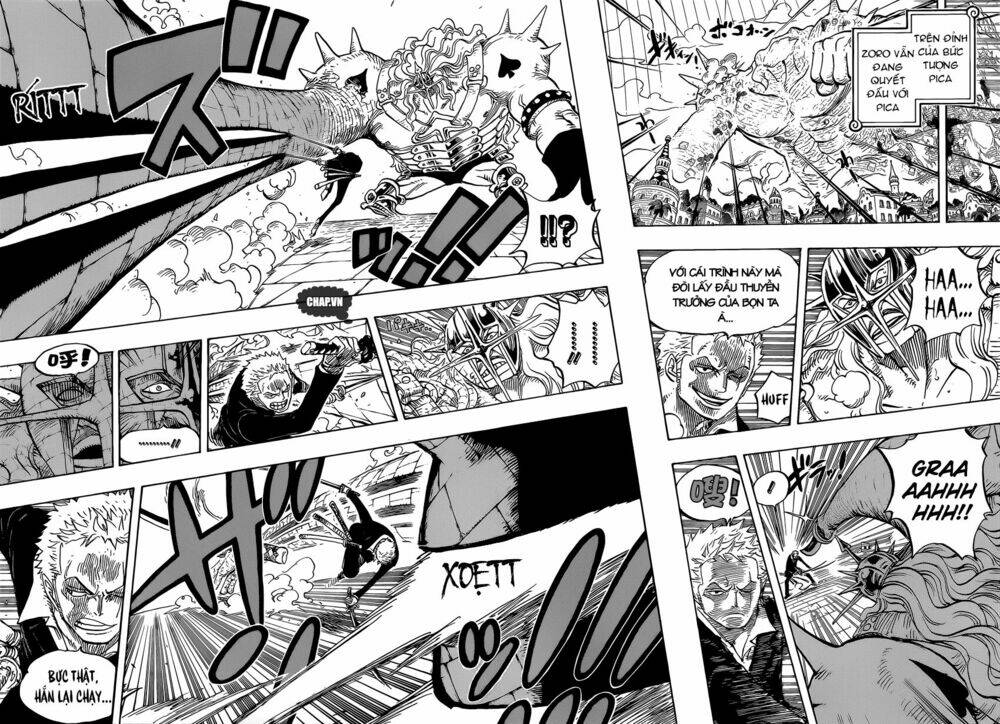 TRÊN ĐỈNH
CỦA BỨC
TƯỢNG
PICA
ZORO VẪN
ĐANG
QUYẾT
ĐẤU VỚI
PICA
HAA...
HAA...
VỚI CÁI TRÌNH NÀY MÀ
ĐÒI LẤY ĐẦU THUYỀN
TRƯỞNG CỦA BỌN TA
Â...
HUFF
GRAA
AAHHH
HHH!!
嗖!
RÍTTT
!!?
CHAP.VN
............!!
呼!
............!!
XOẸTT
BỰC THẬT,
HẮN LẠI CHẠY...